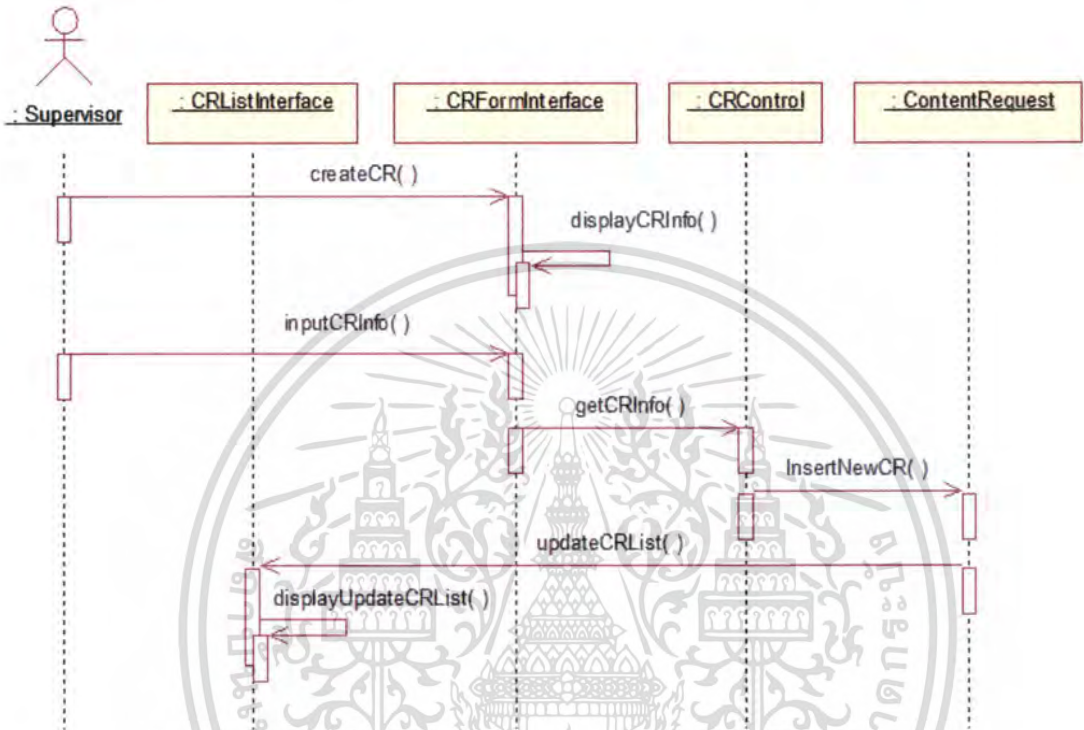 : Supervisor
: CRListInterface
: CRFormInterface
: CRControl
: ContentRequest
createCR( )
displayCRInfo( )
inputCRInfo( )
getCRInfo( )
InsertNewCR( )
updateCRList( )
displayUpdateCRList( )